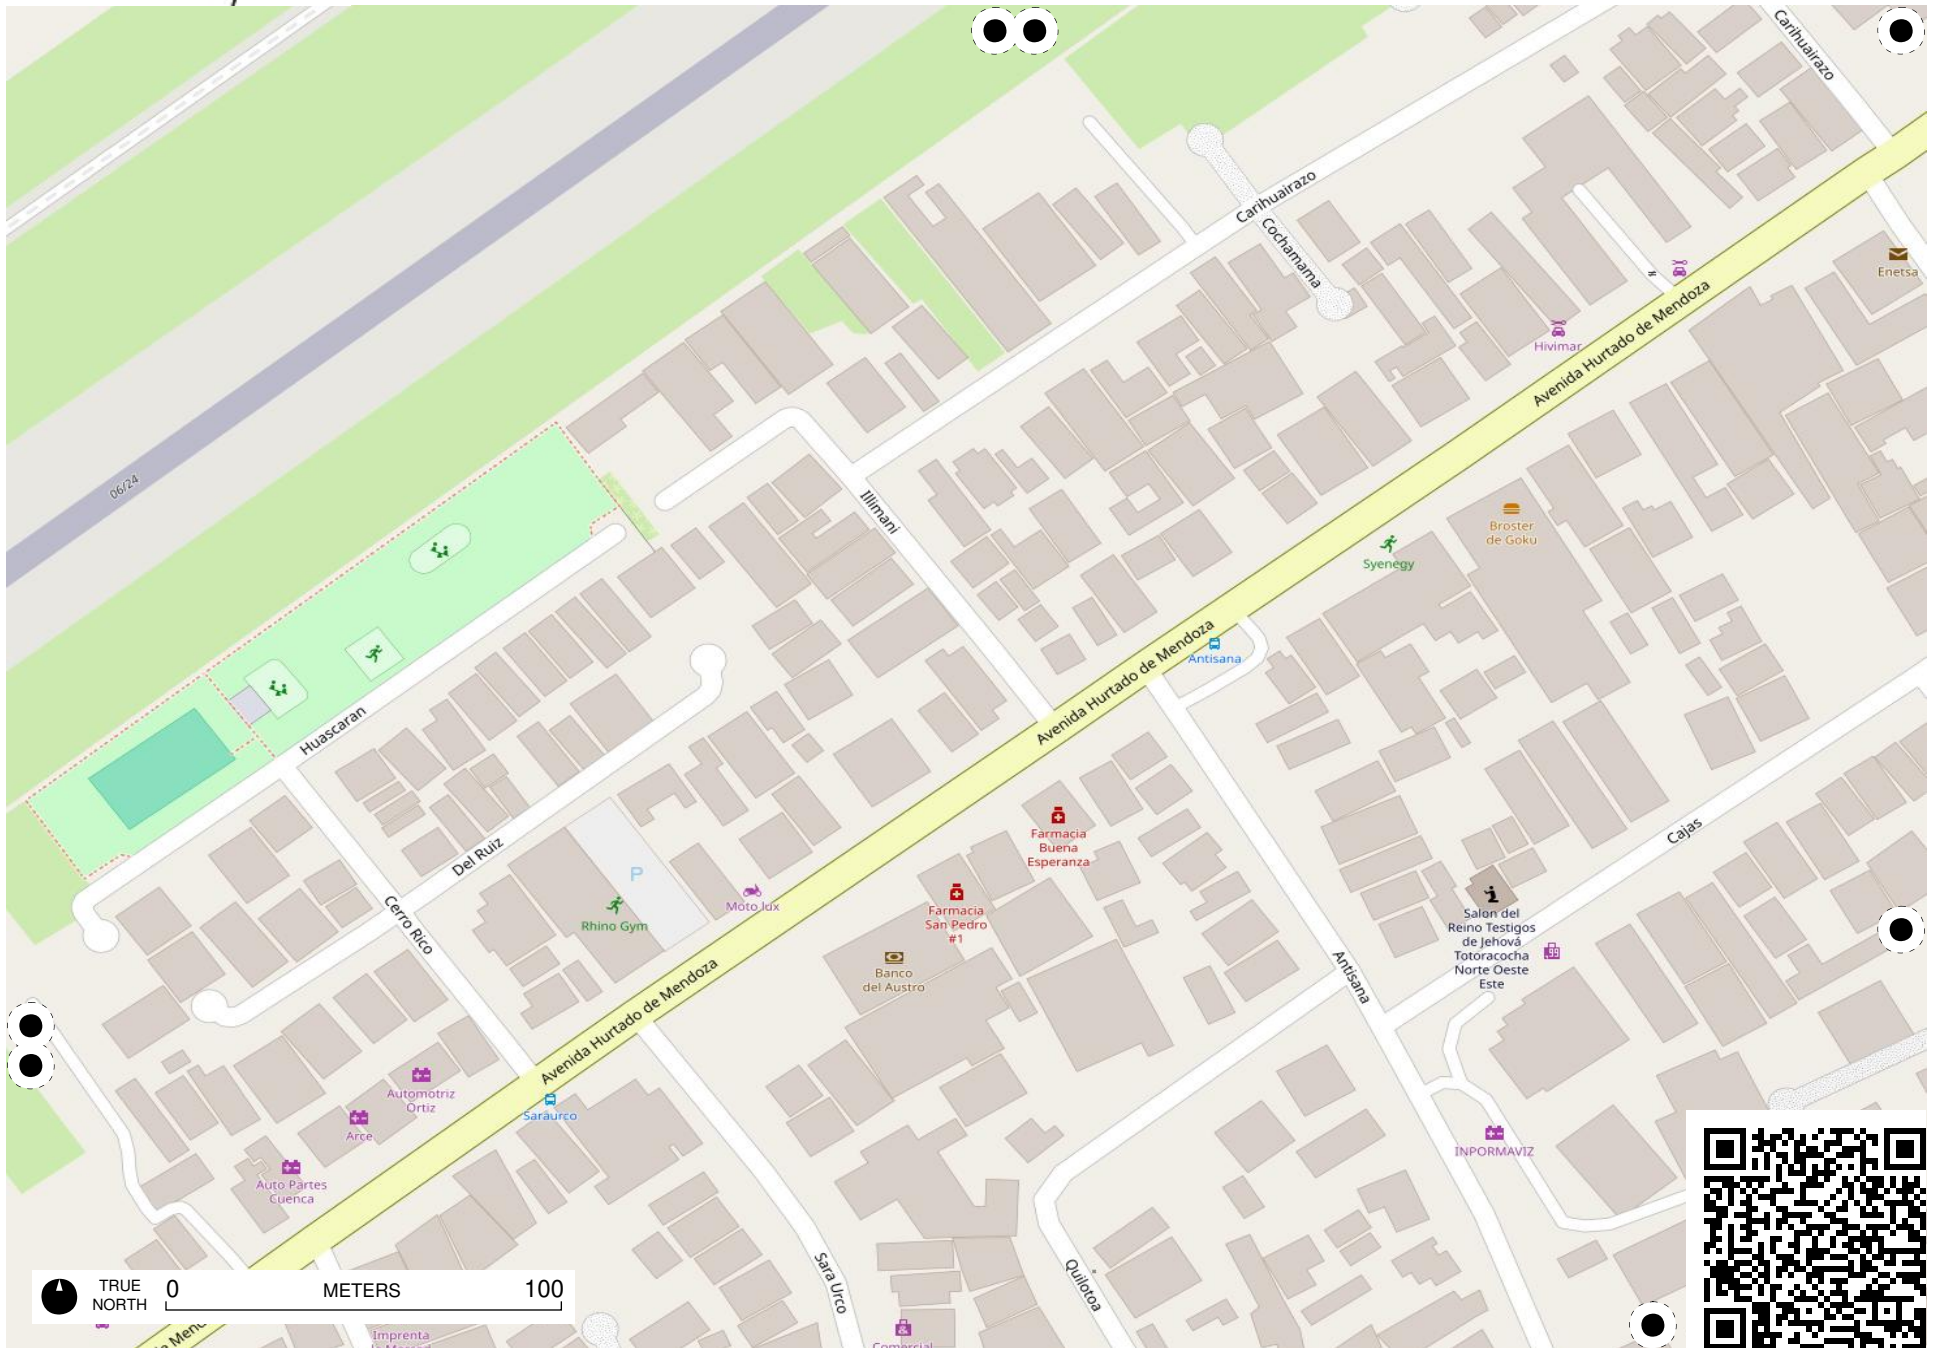 Carihuairazo
Carihuairazo
Cochamama
Enetsa
Avenida Hurtado de Mendoza
Hivimar
06/24
Illimani
Broster
de Goku
Syenegy
Avenida Hurtado de Mendoza
Antisana
Huascaran
Del Ruiz
Cajas
Farmacia
Buena
Esperanza
P
Moto lux
Rhino Gym
Farmacia
San Pedro
#1
Cerro Rico
Banco
del Austro
Salon del
Reino Testigos
de Jehová
Totoracocha
Norte Oeste
Este
Antisana
Avenida Hurtado de Mendoza
Automotriz
Ortiz
Saraurco
Arce
INPORMAVIZ
Auto Partes
Cuenca
Sara Urco
Quilotoa
TRUE
NORTH
0 METERS 100
Imprenta
Comercial